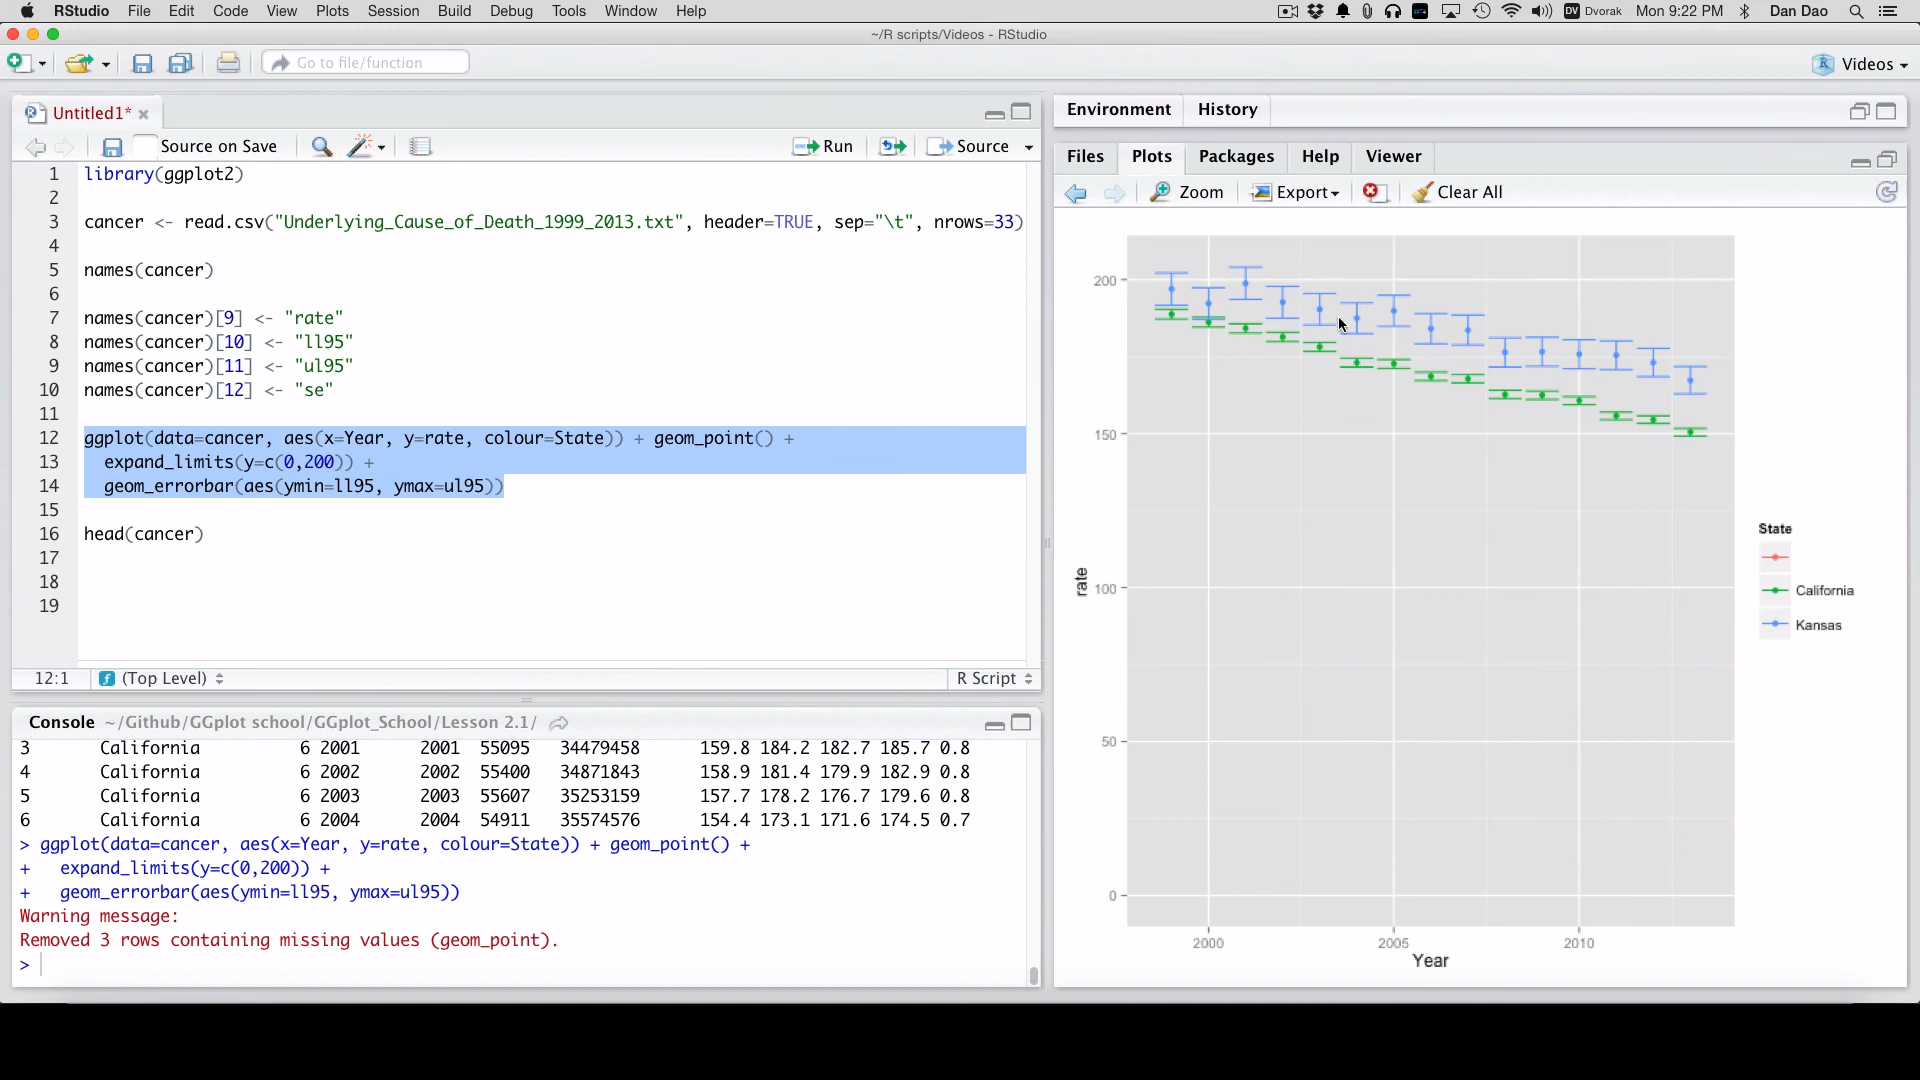 RStudio File Edit Code View Plots Session Build Debug Tools Window Help DV Dvorak Mon 9:22 PM Dan Dao
~/R scripts/Videos - RStudio
Go to file/function Videos
Untitled1*
Source on Save Run Source
1 library(ggplot2)
2
3 cancer <- read.csv("Underlying_Cause_of_Death_1999_2013.txt", header=TRUE, sep="\t", nrows=33)
4
5 names(cancer)
6
7 names(cancer)[9] <- "rate"
8 names(cancer)[10] <- "ll95"
9 names(cancer)[11] <- "ul95"
10 names(cancer)[12] <- "se"
11
12 ggplot(data=cancer, aes(x=Year, y=rate, colour=State)) + geom_point() +
13 expand_limits(y=c(0,200)) +
14 geom_errorbar(aes(ymin=ll95, ymax=ul95))
15
16 head(cancer)
17
18
19
12:1 (Top Level) R Script
Console ~/Github/GGplot school/GGplot_School/Lesson 2.1/
3 California 6 2001 2001 55095 34479458 159.8 184.2 182.7 185.7 0.8
4 California 6 2002 2002 55400 34871843 158.9 181.4 179.9 182.9 0.8
5 California 6 2003 2003 55607 35253159 157.7 178.2 176.7 179.6 0.8
6 California 6 2004 2004 54911 35574576 154.4 173.1 171.6 174.5 0.7
> ggplot(data=cancer, aes(x=Year, y=rate, colour=State)) + geom_point() +
+ expand_limits(y=c(0,200)) +
+ geom_errorbar(aes(ymin=ll95, ymax=ul95))
Warning message:
Removed 3 rows containing missing values (geom_point).
>
Environment History
Files Plots Packages Help Viewer
Zoom Export Clear All
200
150
100
50
0
rate
2000 2005 2010
Year
State
California
Kansas